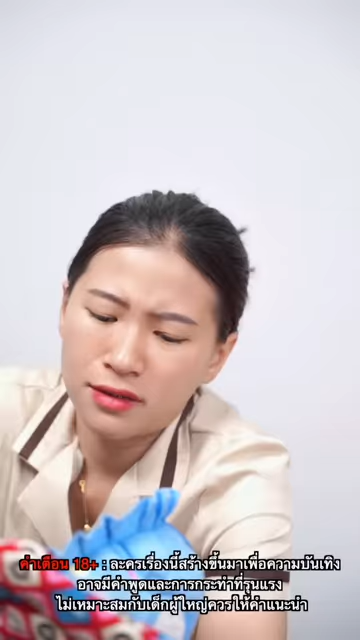 คำเตือน 18+ : ละครเรื่องนี้สร้างขึ้นมาเพื่อความบันเทิง
อาจมีคำพูดและการกระทำที่รุนแรง
ไม่เหมาะสมกับเด็กผู้ใหญ่ควรให้คำแนะนำ